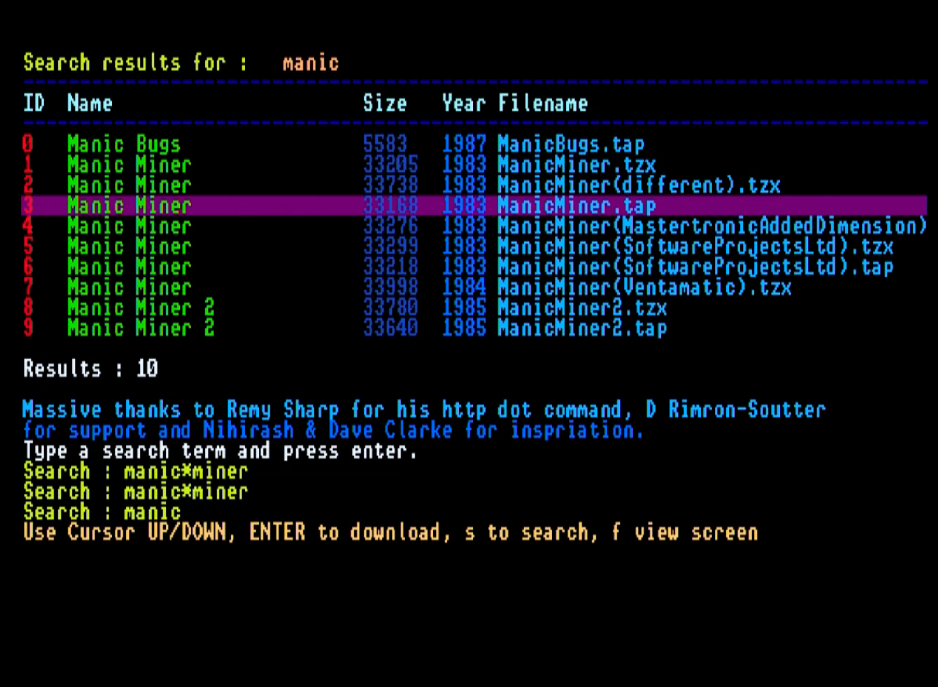 Search results for : manic
ID Name Size Year Filename
0 Manic Bugs 5583 1987 ManicBugs.tap
1 Manic Miner 33205 1983 ManicMiner.tzx
2 Manic Miner 33738 1983 ManicMiner(different).tzx
3 Manic Miner 33168 1983 ManicMiner.tap
4 Manic Miner 33276 1983 ManicMiner(MastertronicAddedDimension)
5 Manic Miner 33299 1983 ManicMiner(SoftwareProjectsLtd).tzx
6 Manic Miner 33218 1983 ManicMiner(SoftwareProjectsLtd).tap
7 Manic Miner 33998 1984 ManicMiner(Ventamatic).tzx
8 Manic Miner 2 33780 1985 ManicMiner2.tzx
9 Manic Miner 2 33640 1985 ManicMiner2.tap
Results : 10
Massive thanks to Remy Sharp for his http dot command, D Rimron-Soutter
for support and Nihirash & Dave Clarke for inspriation.
Type a search term and press enter.
Search : manic*miner
Search : manic*miner
Search : manic
Use Cursor UP/DOWN, ENTER to download, s to search, f view screen